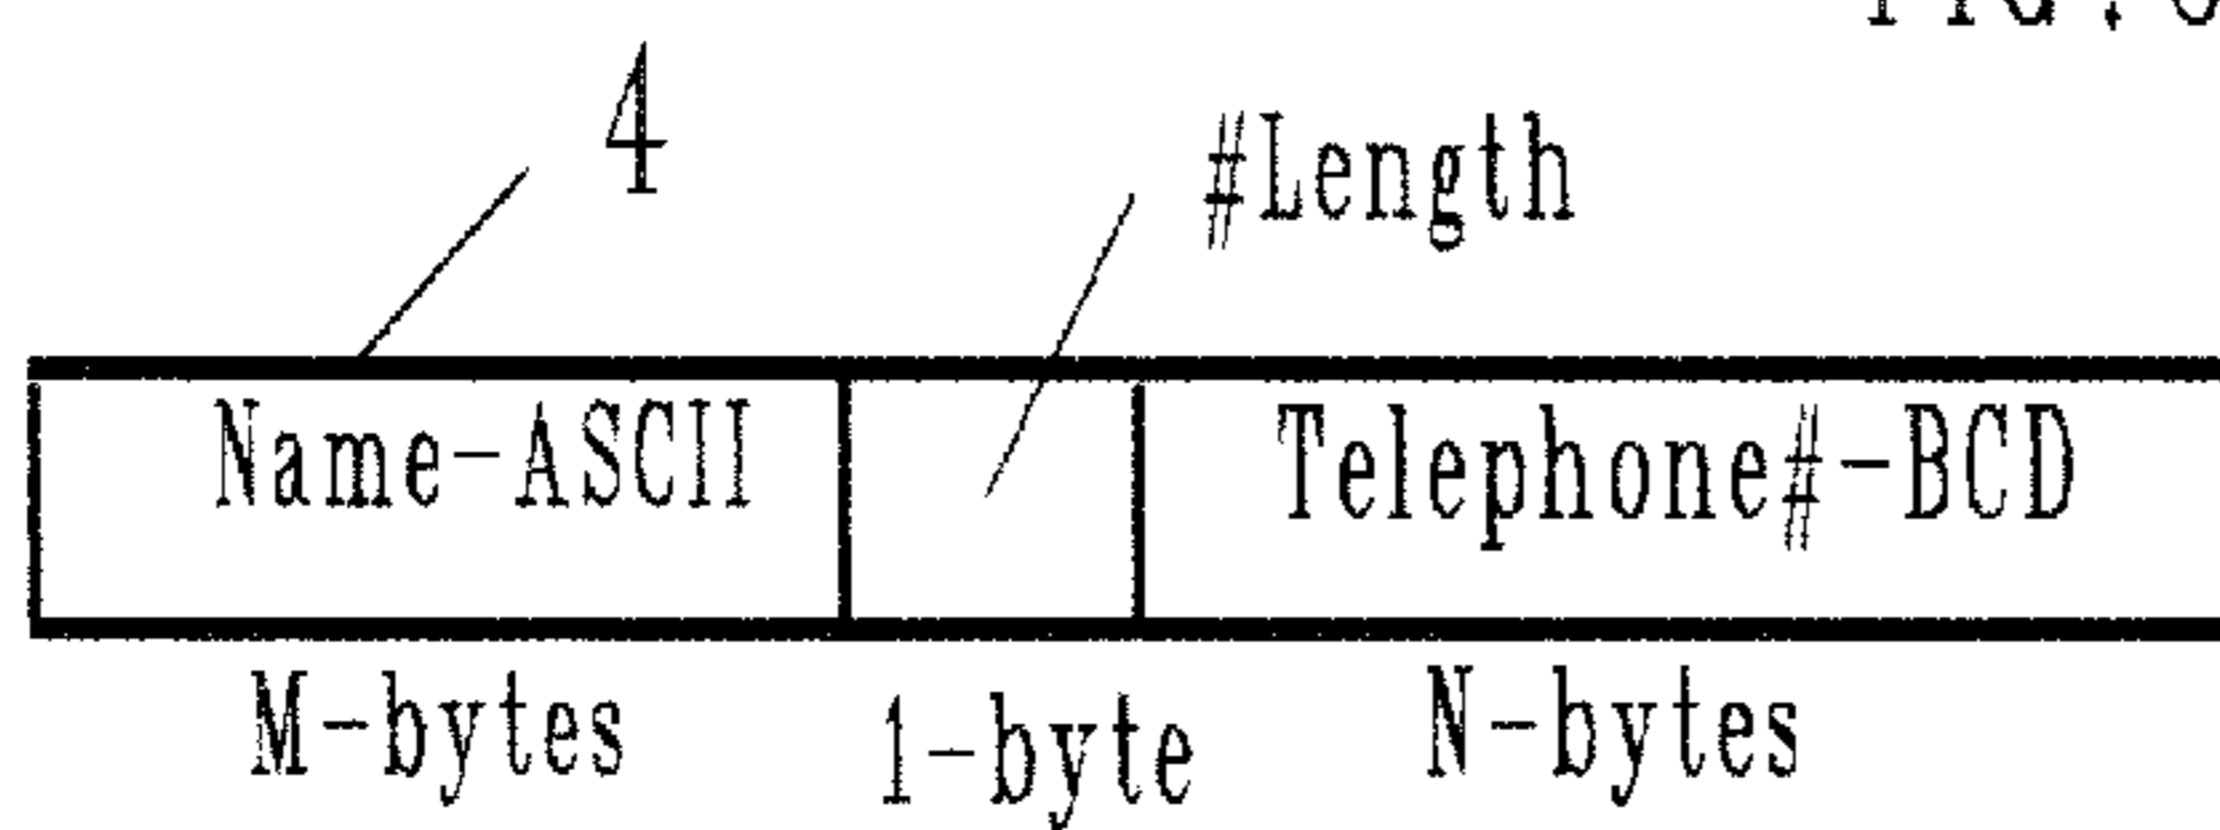 4
#Length
Name-ASCII Telephone#-BCD
M-bytes 1-byte N-bytes